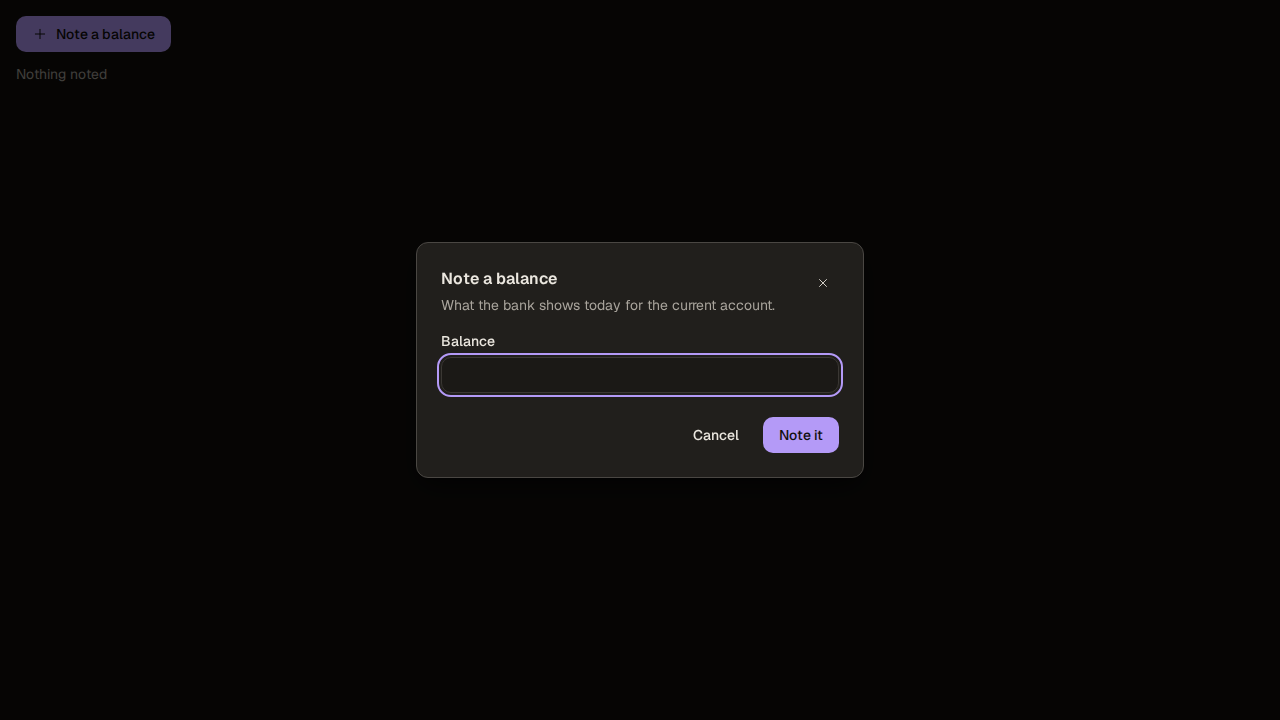 Note a balance
Nothing noted
Note a balance
What the bank shows today for the current account.
Balance
Cancel
Note it